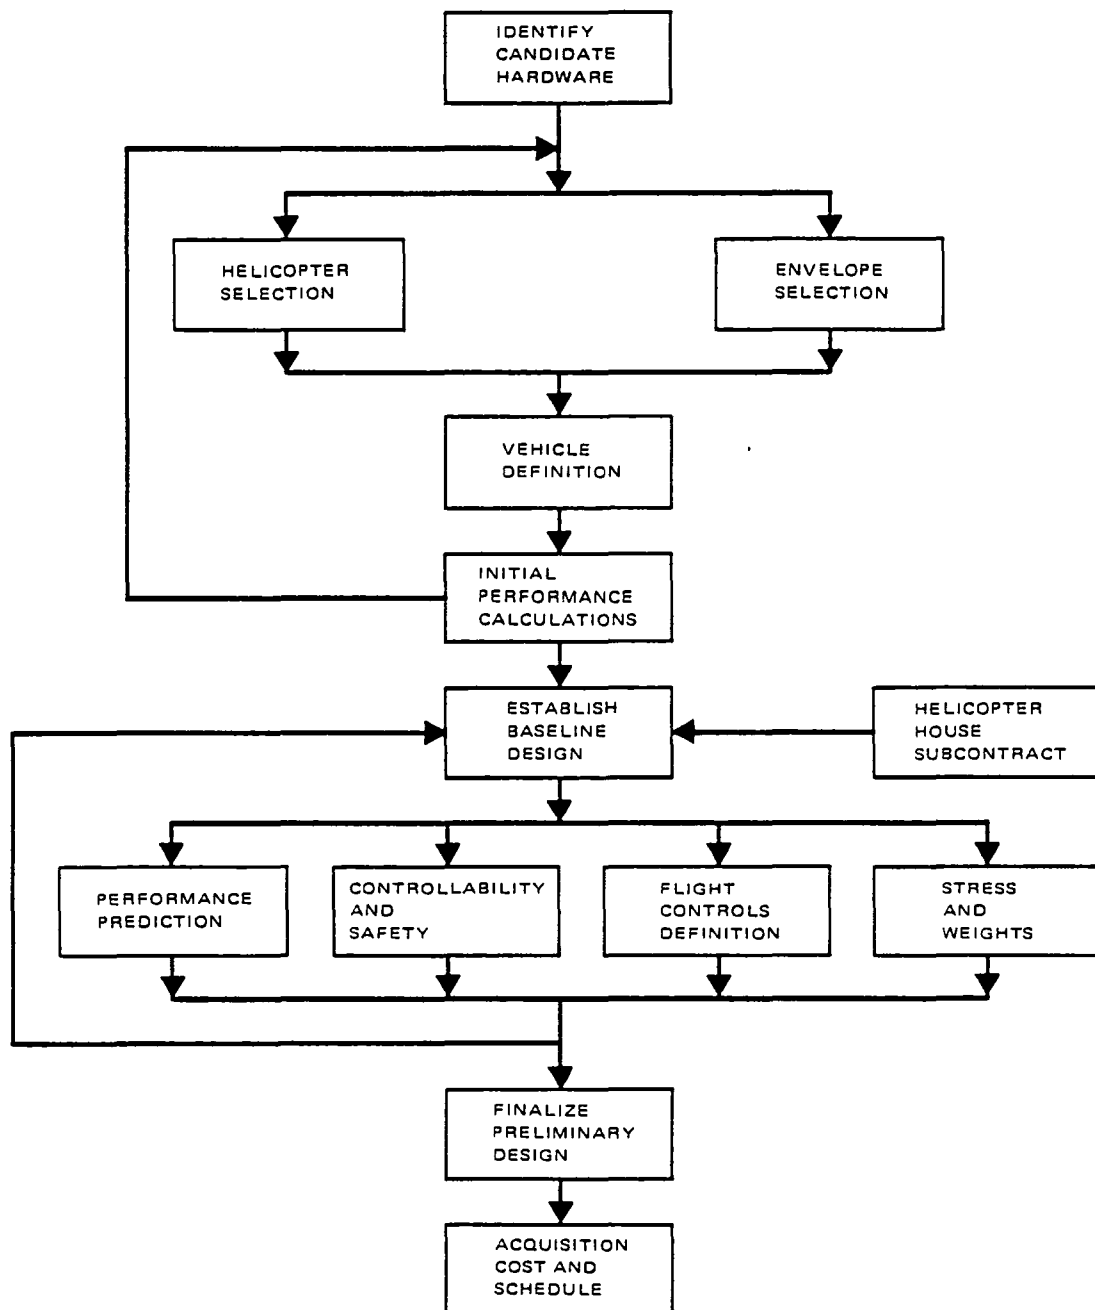 IDENTIFY
CANDIDATE
HARDWARE
HELICOPTER
SELECTION
ENVELOPE
SELECTION
VEHICLE
DEFINITION
INITIAL
PERFORMANCE
CALCULATIONS
ESTABLISH
BASELINE
DESIGN
HELICOPTER
HOUSE
SUBCONTRACT
PERFORMANCE
PREDICTION
CONTROLLABILITY
AND
SAFETY
FLIGHT
CONTROLS
DEFINITION
STRESS
AND
WEIGHTS
FINALIZE
PRELIMINARY
DESIGN
ACQUISITION
COST AND
SCHEDULE